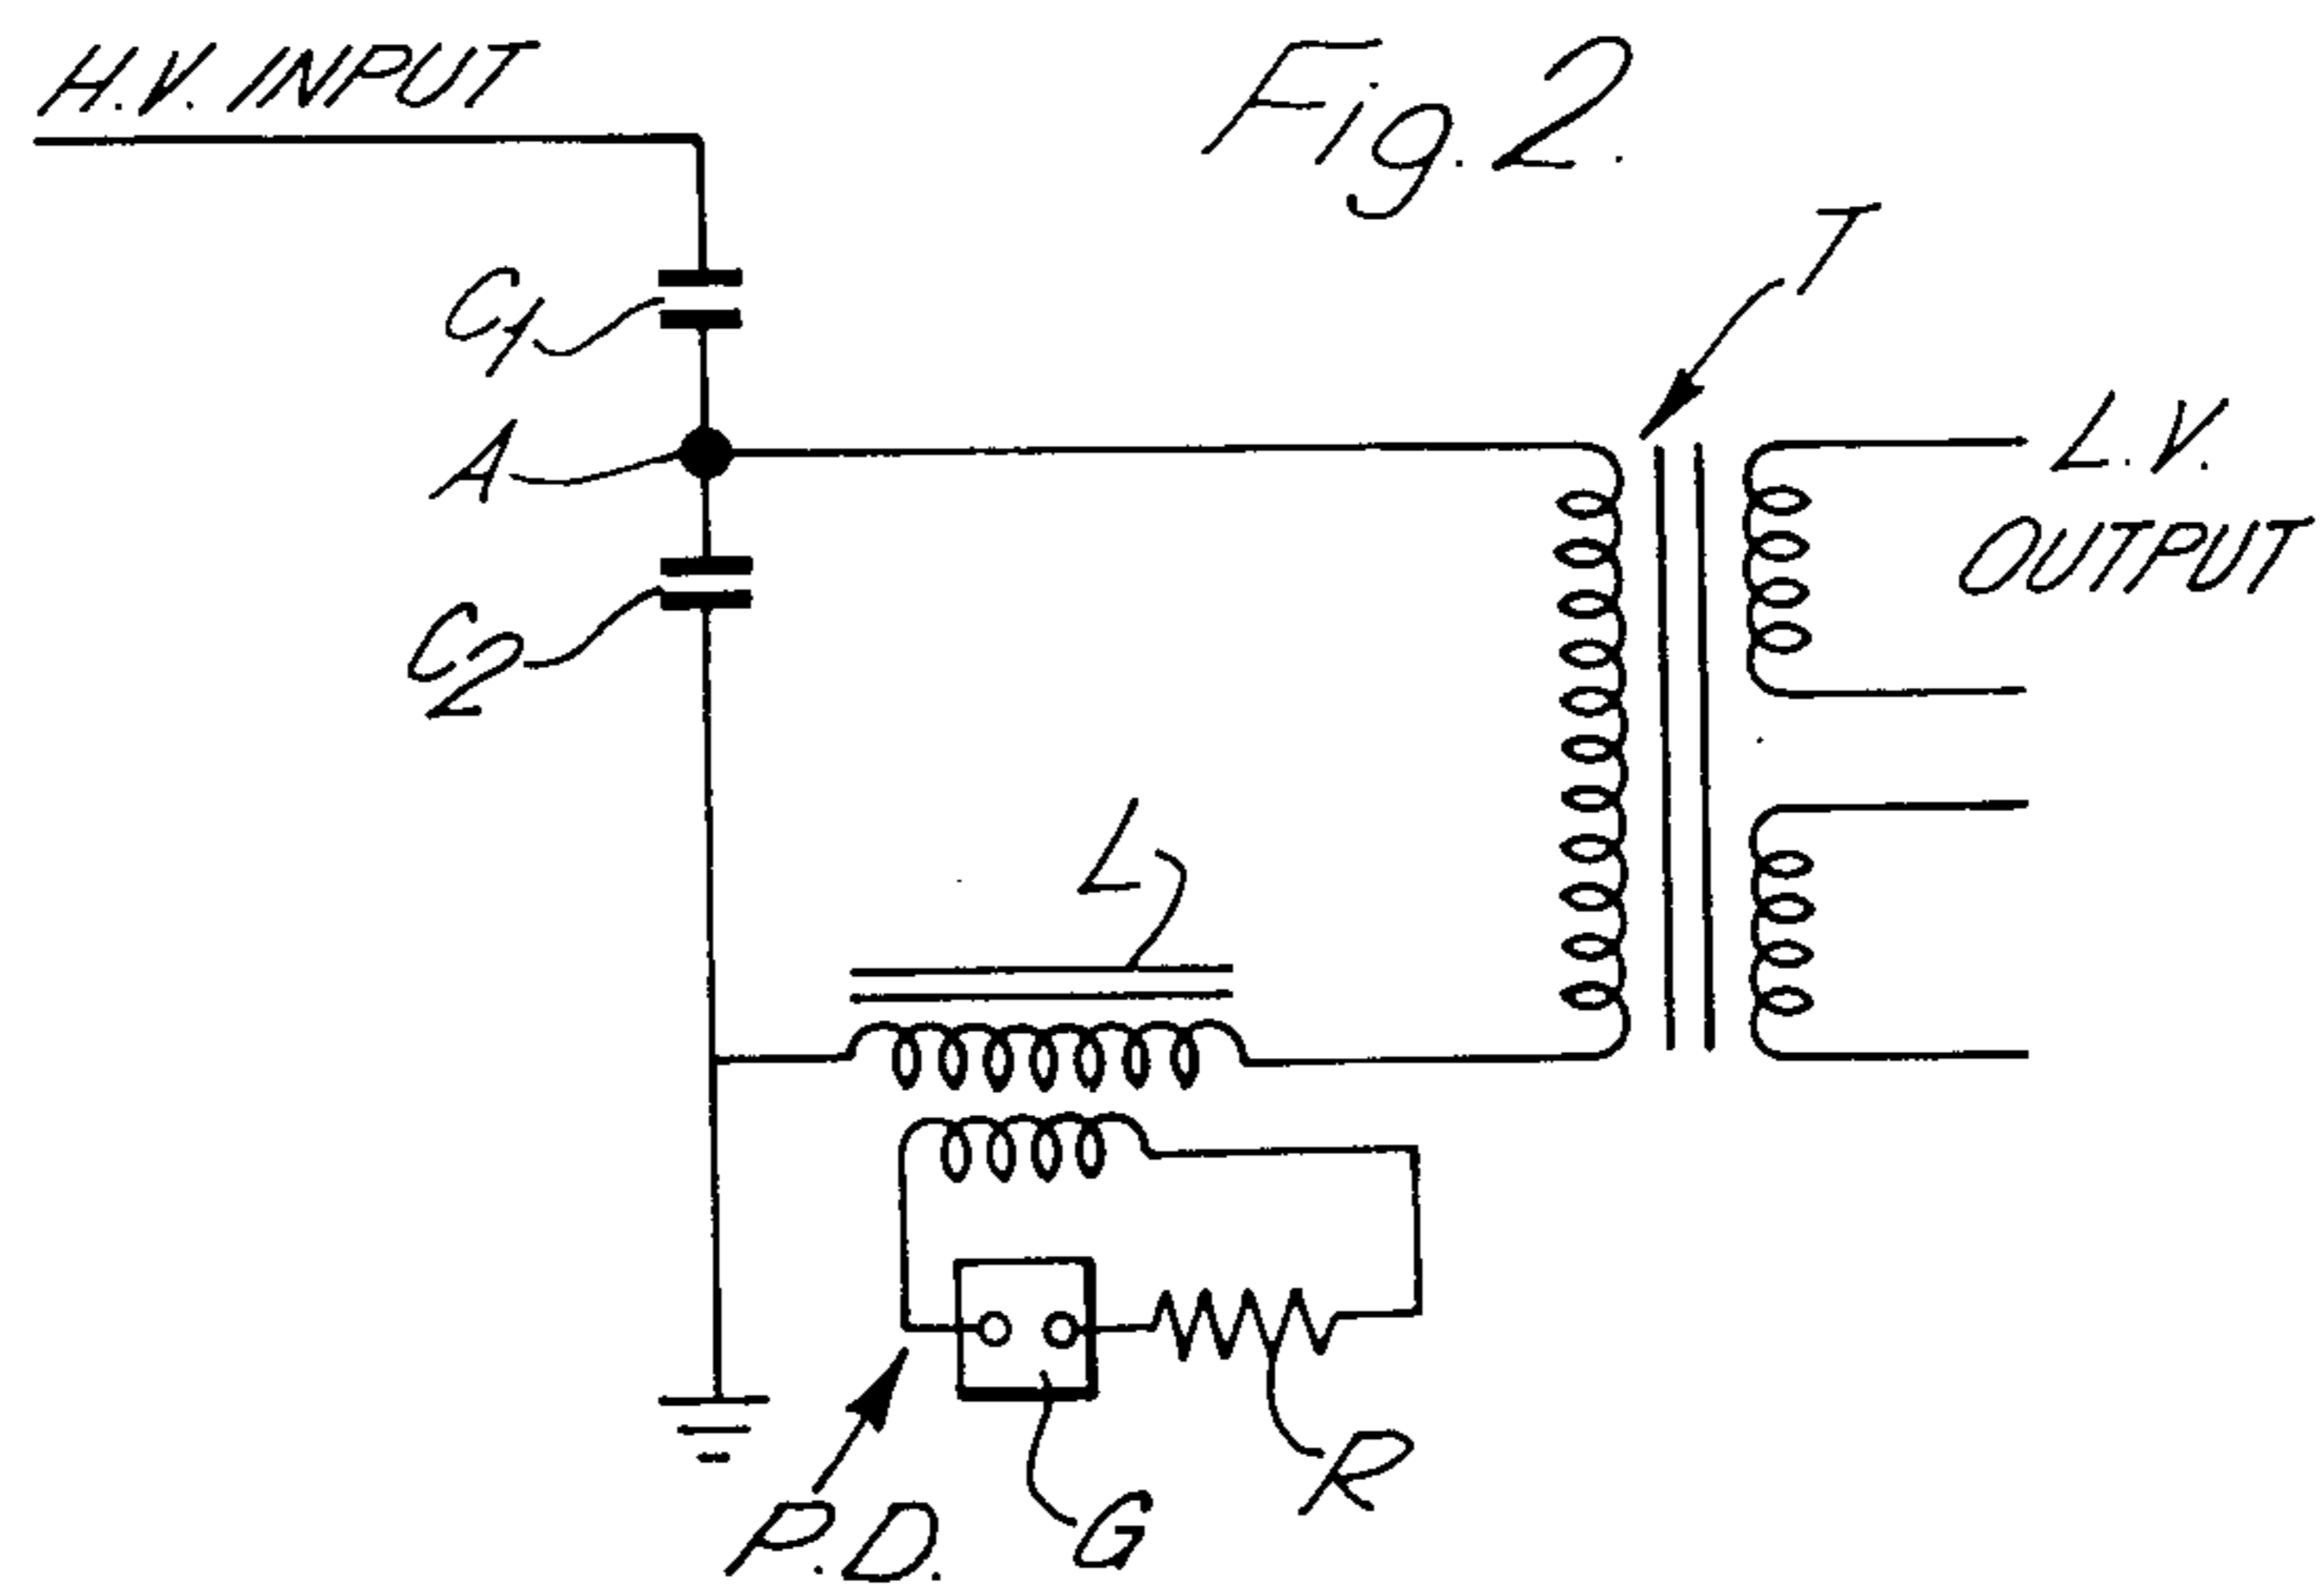 H.V. INPUT
Fig. 2.
T
C1
A
L.V.
OUTPUT
C2
L
R
G
P.D.